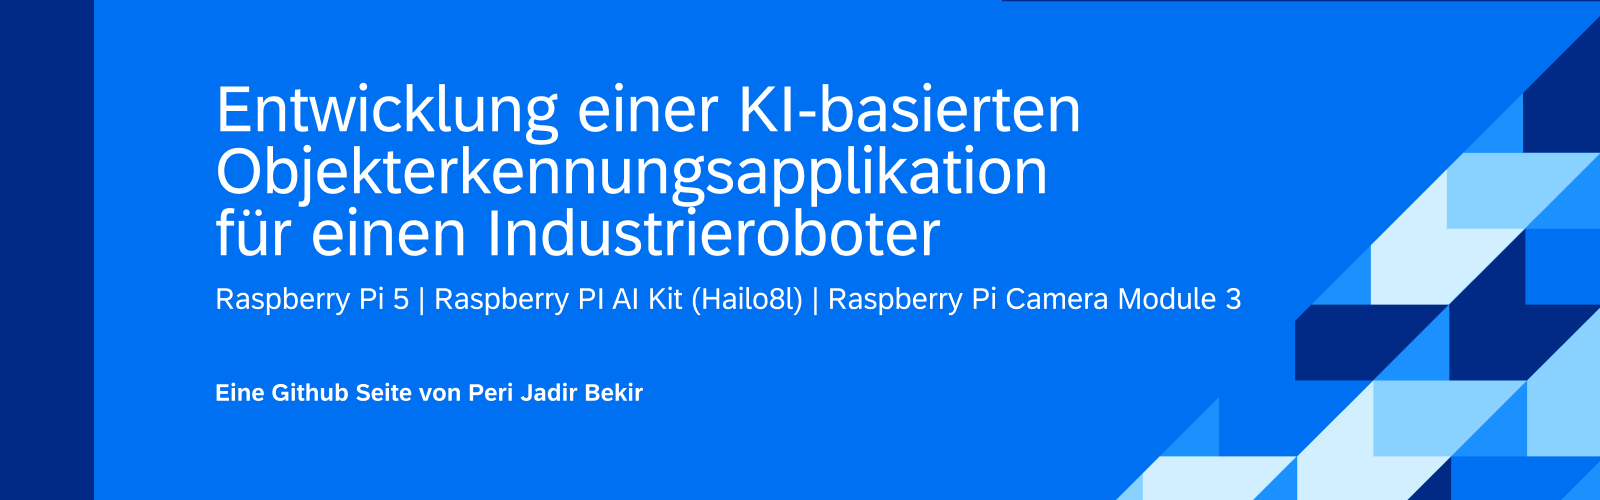 Entwicklung einer KI-basierten
Objekterkennungsapplikation
für einen Industrieroboter
Raspberry Pi 5 | Raspberry PI AI Kit (Hailo8l) | Raspberry Pi Camera Module 3
Eine Github Seite von Peri Jadir Bekir